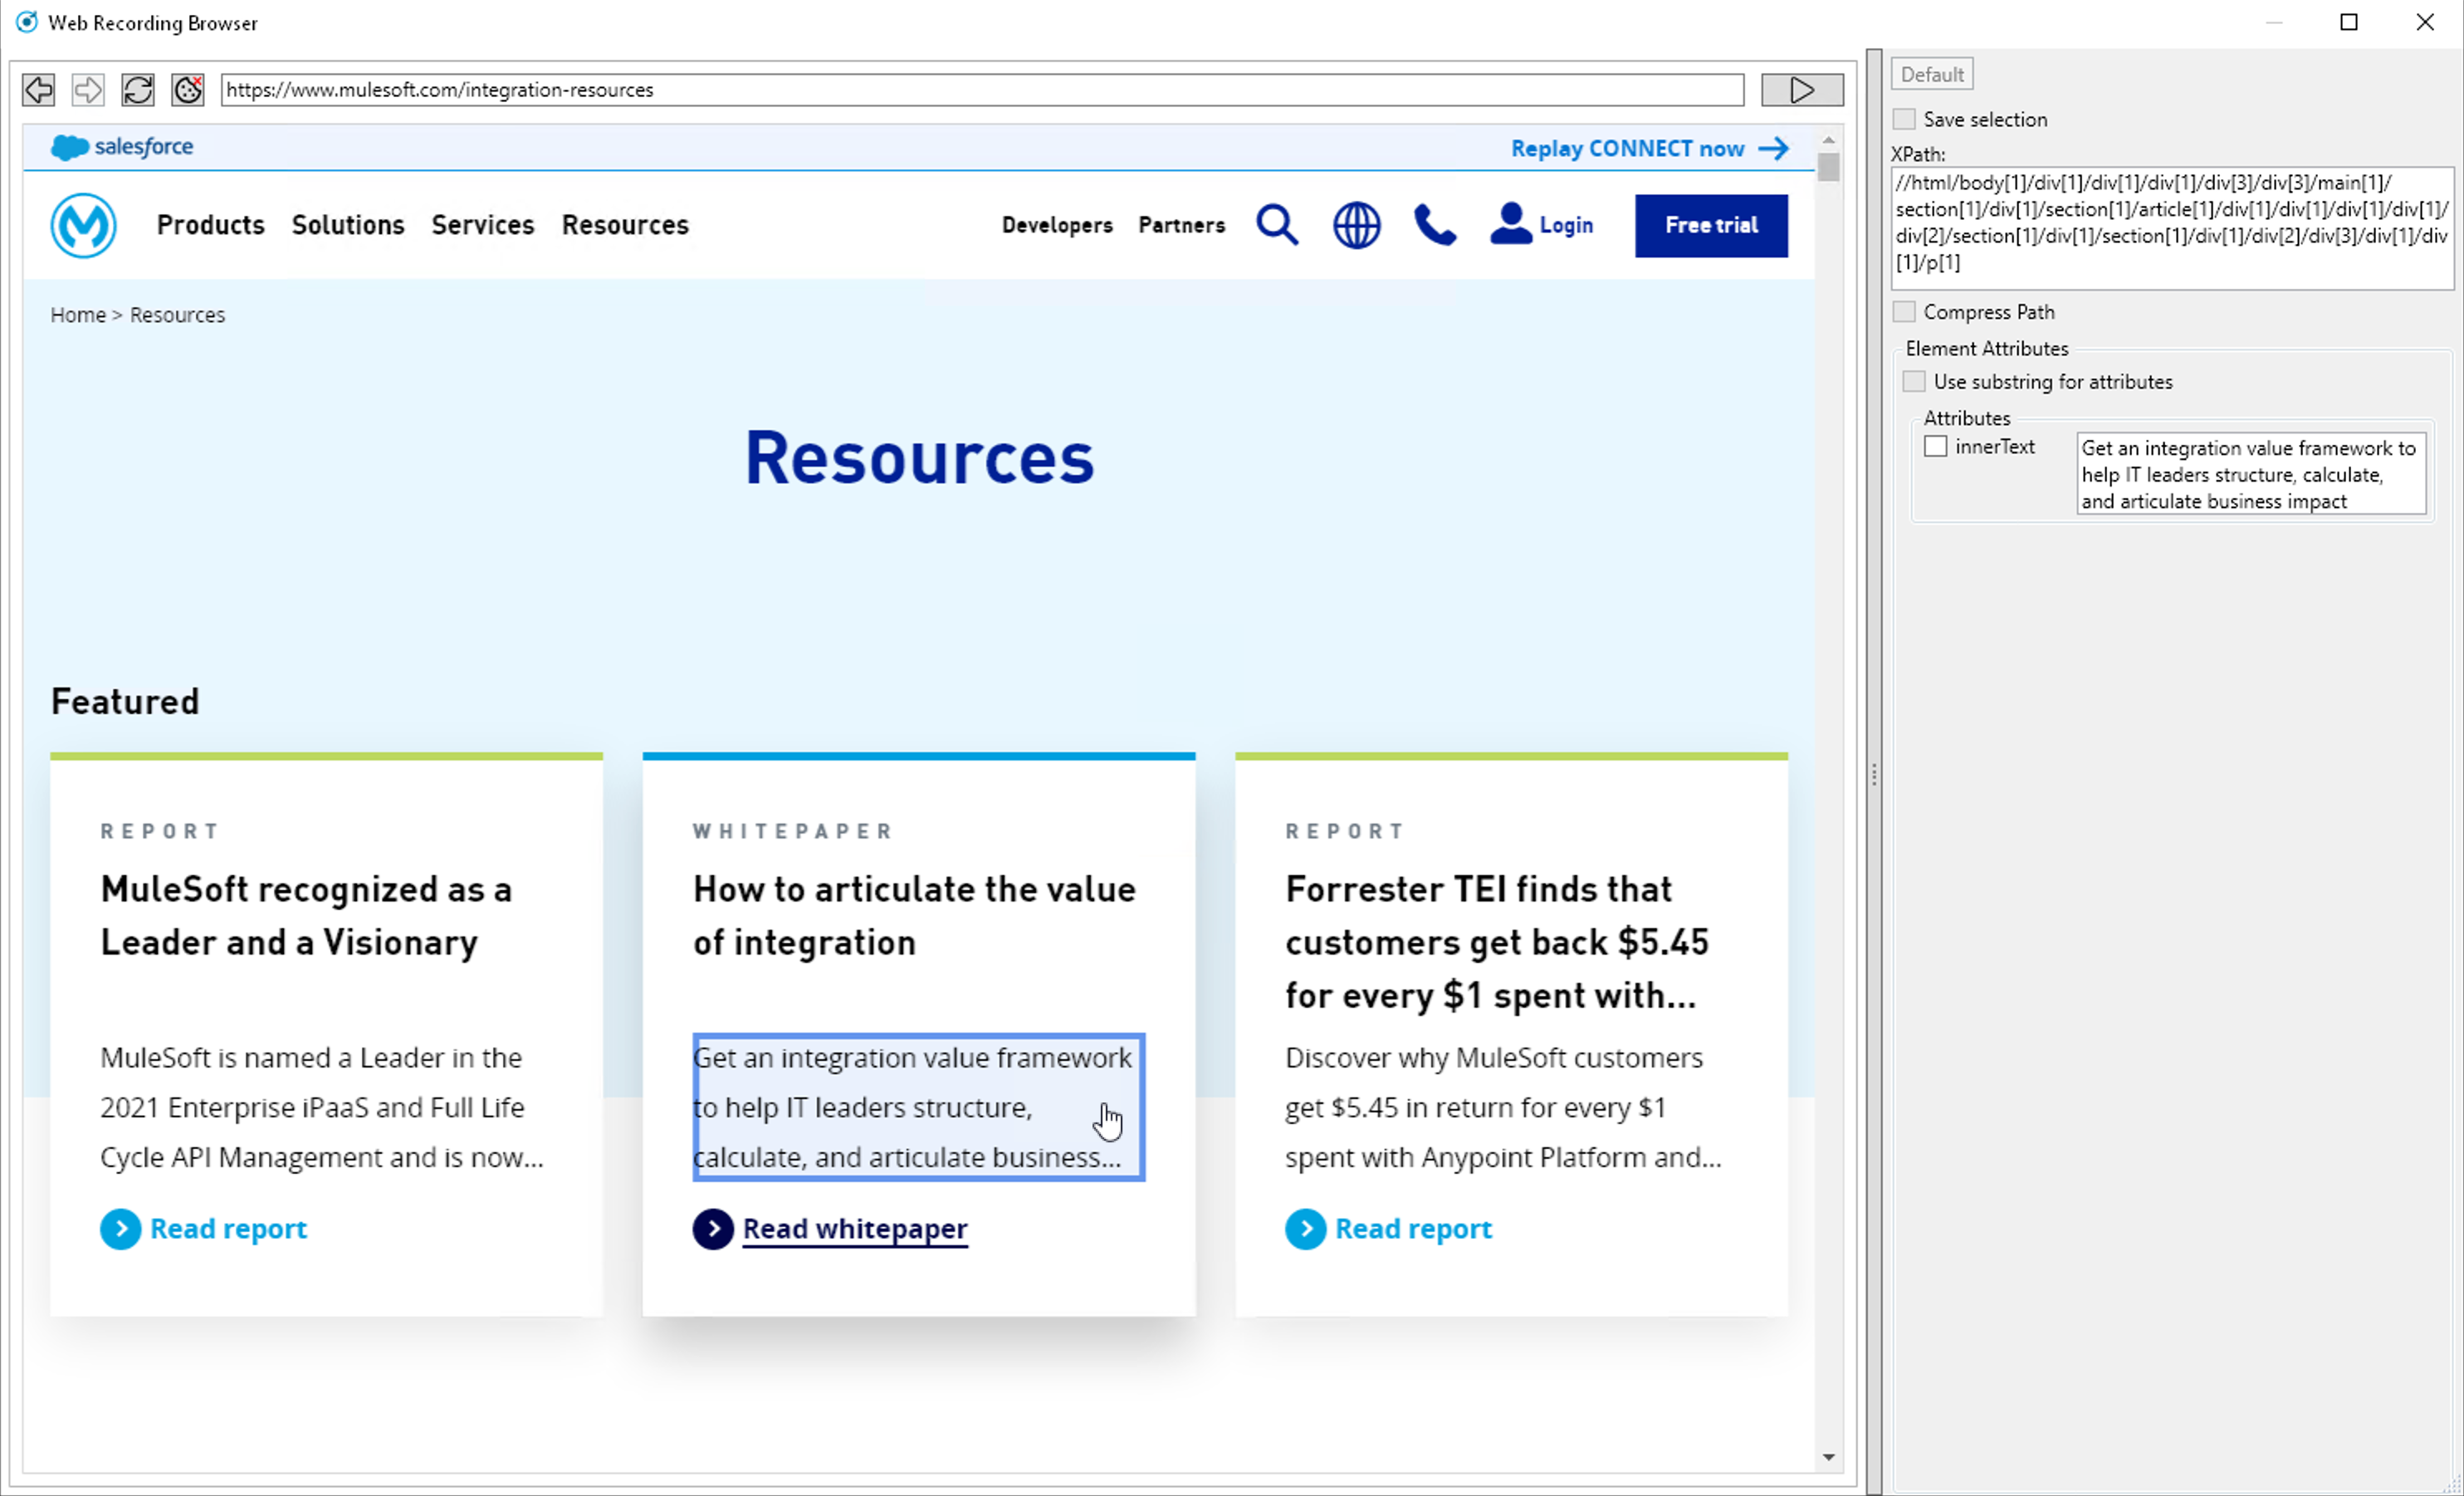 Web Recording Browser
https://www.mulesoft.com/integration-resources
salesforce
Replay CONNECT now
Products Solutions Services Resources
Developers Partners Login Free trial
Home > Resources
Resources
Featured
REPORT
MuleSoft recognized as a
Leader and a Visionary
MuleSoft is named a Leader in the
2021 Enterprise iPaaS and Full Life
Cycle API Management and is now...
Read report
WHITEPAPER
How to articulate the value
of integration
Get an integration value framework
to help IT leaders structure,
calculate, and articulate business...
Read whitepaper
REPORT
Forrester TEI finds that
customers get back $5.45
for every $1 spent with...
Discover why MuleSoft customers
get $5.45 in return for every $1
spent with Anypoint Platform and...
Read report
Default
Save selection
XPath:
//html/body[1]/div[1]/div[1]/div[1]/div[3]/div[3]/main[1]/
section[1]/div[1]/section[1]/article[1]/div[1]/div[1]/div[1]/div[1]/
div[2]/section[1]/div[1]/section[1]/div[1]/div[2]/div[3]/div[1]/div
[1]/p[1]
Compress Path
Element Attributes
Use substring for attributes
Attributes
innerText
Get an integration value framework to
help IT leaders structure, calculate,
and articulate business impact